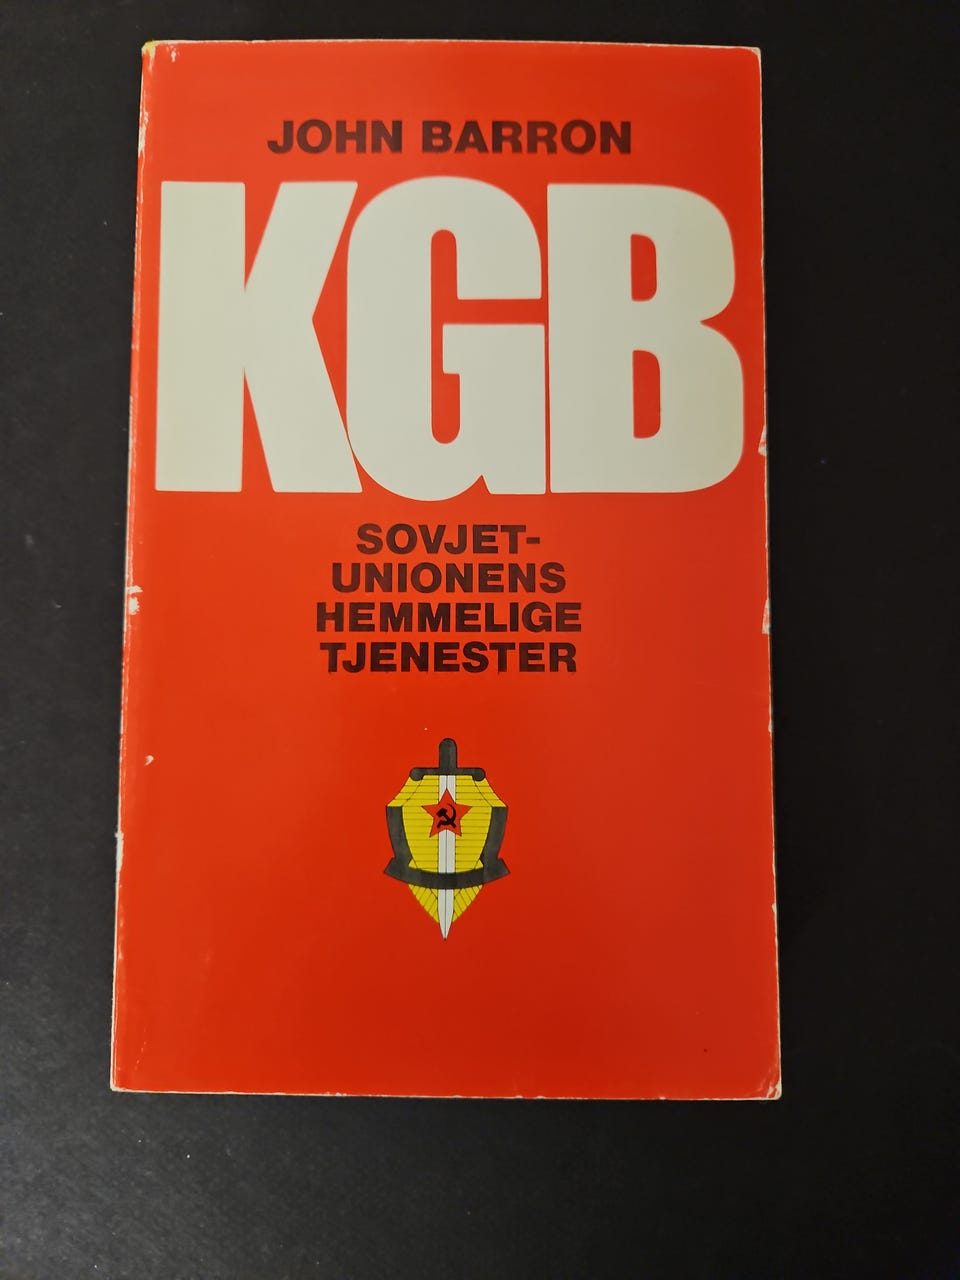 JOHN BARRON
KGB
SOVJET-
UNIONENS
HEMMELIGE
TJENESTER